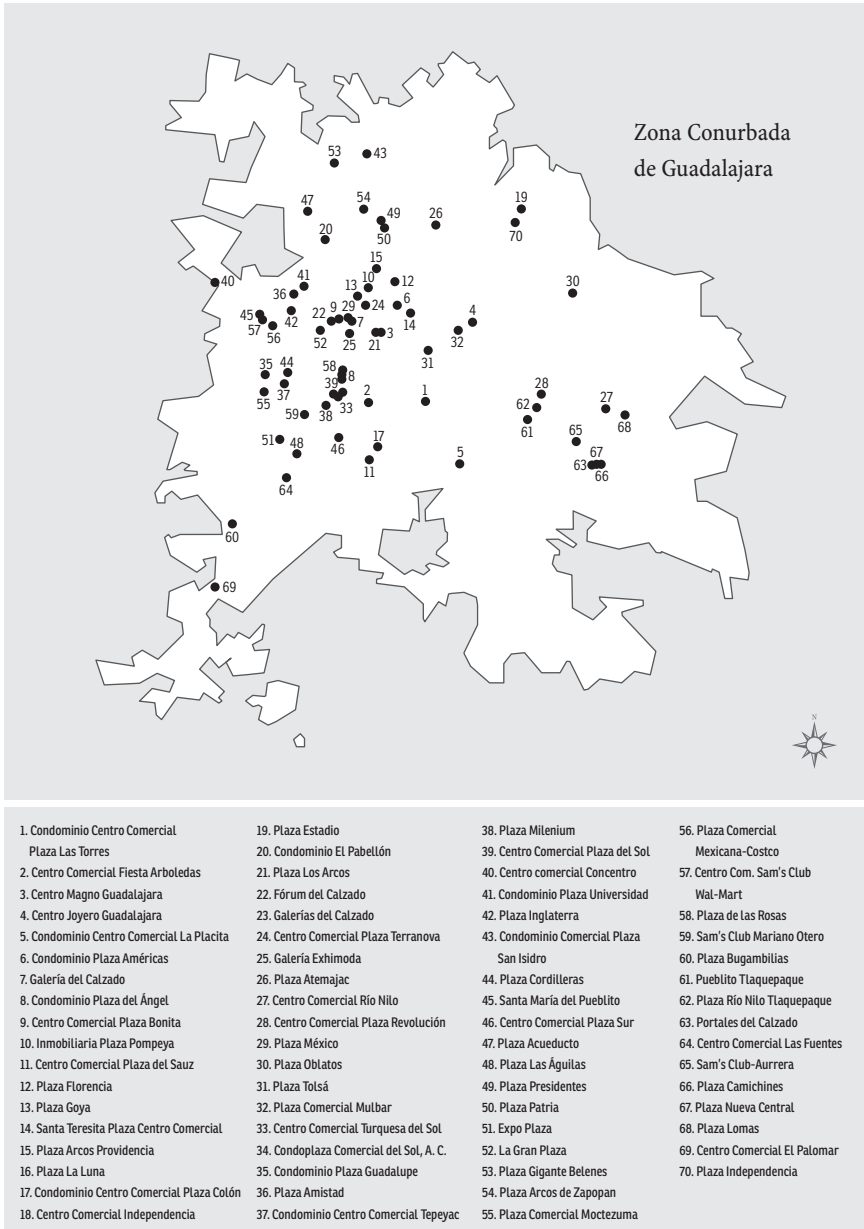 Zona Conurbada
de Guadalajara
53
43
47
54
49
50
26
19
70
20
15
40
41
36
10
12
13
30
45
57
56
42
22
9
29
7
24
6
14
4
52
25
21
3
32
31
35
44
58
8
55
37
39
33
38
2
1
28
62
61
27
68
59
51
48
46
17
11
5
65
67
63
66
64
60
69
N
1. Condominio Centro Comercial
Plaza Las Torres
2. Centro Comercial Fiesta Arboledas
3. Centro Magno Guadalajara
4. Centro Joyero Guadalajara
5. Condominio Centro Comercial La Placita
6. Condominio Plaza Américas
7. Galería del Calzado
8. Condominio Plaza del Ángel
9. Centro Comercial Plaza Bonita
10. Inmobiliaria Plaza Pompeya
11. Centro Comercial Plaza del Sauz
12. Plaza Florencia
13. Plaza Goya
14. Santa Teresita Plaza Centro Comercial
15. Plaza Arcos Providencia
16. Plaza La Luna
17. Condominio Centro Comercial Plaza Colón
18. Centro Comercial Independencia
19. Plaza Estadio
20. Condominio El Pabellón
21. Plaza Los Arcos
22. Fórum del Calzado
23. Galerías del Calzado
24. Centro Comercial Plaza Terranova
25. Galería Exhimoda
26. Plaza Atemajac
27. Centro Comercial Río Nilo
28. Centro Comercial Plaza Revolución
29. Plaza México
30. Plaza Oblatos
31. Plaza Tolsá
32. Plaza Comercial Mulbar
33. Centro Comercial Turquesa del Sol
34. Condoplaza Comercial del Sol, A. C.
35. Condominio Plaza Guadalupe
36. Plaza Amistad
37. Condominio Centro Comercial Tepeyac
38. Plaza Milenium
39. Centro Comercial Plaza del Sol
40. Centro comercial Concentro
41. Condominio Plaza Universidad
42. Plaza Inglaterra
43. Condominio Comercial Plaza
San Isidro
44. Plaza Cordilleras
45. Santa María del Pueblito
46. Centro Comercial Plaza Sur
47. Plaza Acueducto
48. Plaza Las Águilas
49. Plaza Presidentes
50. Plaza Patria
51. Expo Plaza
52. La Gran Plaza
53. Plaza Gigante Belenes
54. Plaza Arcos de Zapopan
55. Plaza Comercial Moctezuma
56. Plaza Comercial
Mexicana-Costco
57. Centro Com. Sam's Club
Wal-Mart
58. Plaza de las Rosas
59. Sam's Club Mariano Otero
60. Plaza Bugambilias
61. Pueblito Tlaquepaque
62. Plaza Río Nilo Tlaquepaque
63. Portales del Calzado
64. Centro Comercial Las Fuentes
65. Sam's Club-Aurrera
66. Plaza Camichines
67. Plaza Nueva Central
68. Plaza Lomas
69. Centro Comercial El Palomar
70. Plaza Independencia